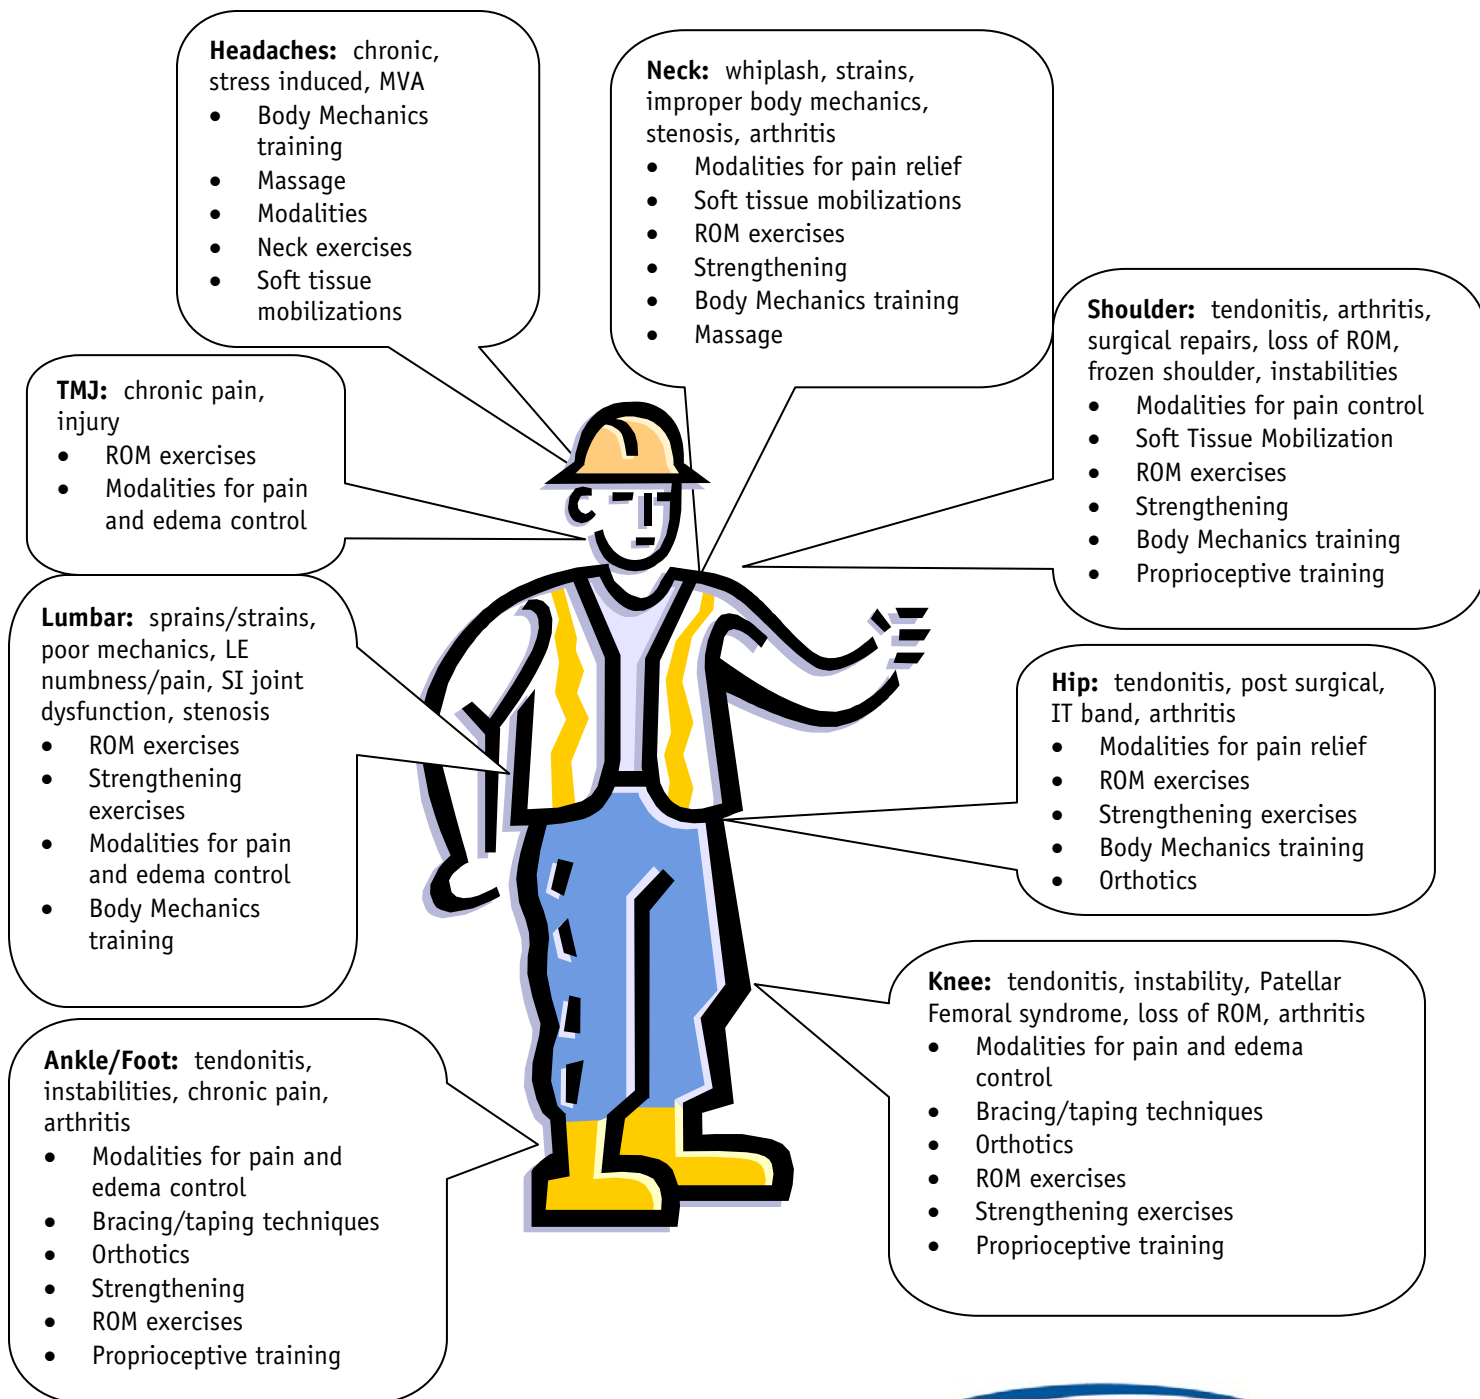 Headaches: chronic,
stress induced, MVA
• Body Mechanics
training
• Massage
• Modalities
• Neck exercises
• Soft tissue
mobilizations
Neck: whiplash, strains,
improper body mechanics,
stenosis, arthritis
• Modalities for pain relief
• Soft tissue mobilizations
• ROM exercises
• Strengthening
• Body Mechanics training
• Massage
Shoulder: tendonitis, arthritis,
surgical repairs, loss of ROM,
frozen shoulder, instabilities
• Modalities for pain control
• Soft Tissue Mobilization
• ROM exercises
• Strengthening
• Body Mechanics training
• Proprioceptive training
TMJ: chronic pain,
injury
• ROM exercises
• Modalities for pain
and edema control
Lumbar: sprains/strains,
poor mechanics, LE
numbness/pain, SI joint
dysfunction, stenosis
• ROM exercises
• Strengthening
exercises
• Modalities for pain
and edema control
• Body Mechanics
training
Hip: tendonitis, post surgical,
IT band, arthritis
• Modalities for pain relief
• ROM exercises
• Strengthening exercises
• Body Mechanics training
• Orthotics
Knee: tendonitis, instability, Patellar
Femoral syndrome, loss of ROM, arthritis
• Modalities for pain and edema
control
• Bracing/taping techniques
• Orthotics
• ROM exercises
• Strengthening exercises
• Proprioceptive training
Ankle/Foot: tendonitis,
instabilities, chronic pain,
arthritis
• Modalities for pain and
edema control
• Bracing/taping techniques
• Orthotics
• Strengthening
• ROM exercises
• Proprioceptive training